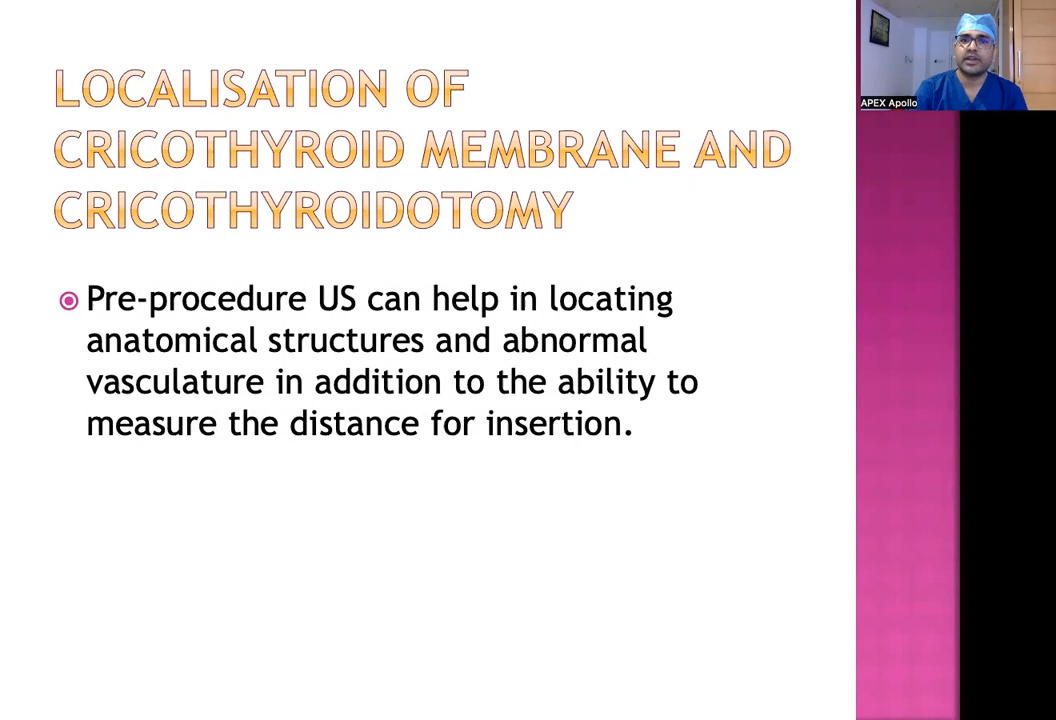 LOCALISATION OF
CRICOTHYROID MEMBRANE AND
CRICOTHYROIDOTOMY
Pre-procedure US can help in locating
anatomical structures and abnormal
vasculature in addition to the ability to
measure the distance for insertion.
APEX Apollo